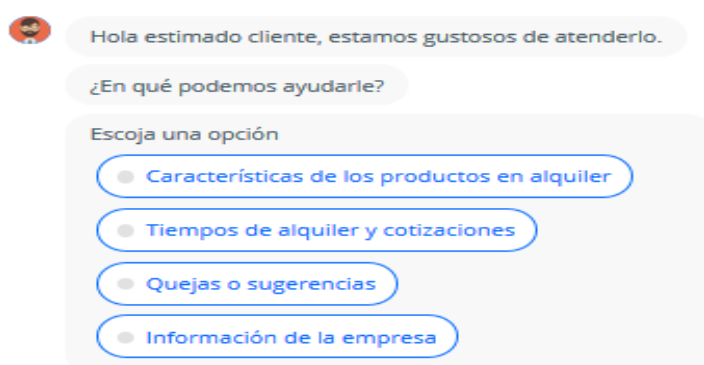 Hola estimado cliente, estamos gustosos de atenderlo.
¿En qué podemos ayudarle?
Escoja una opción
Características de los productos en alquiler
Tiempos de alquiler y cotizaciones
Quejas o sugerencias
Información de la empresa